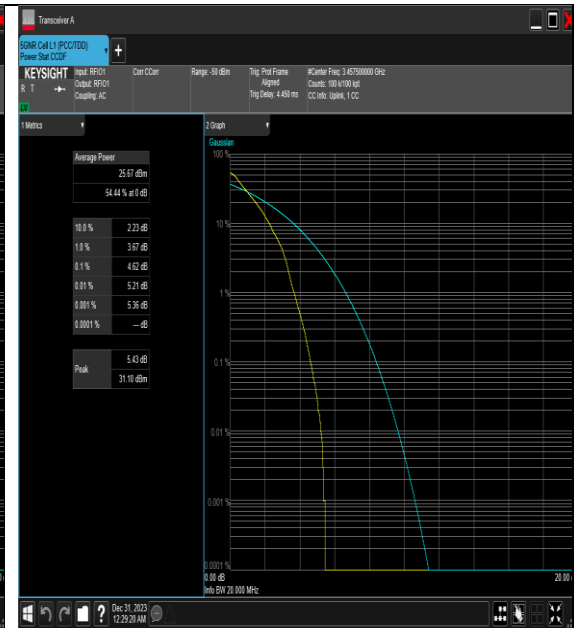 Transceiver A
5GNR Cell L1 (PCC/TDD)
Power Stat CCDF
+
KEYSIGHT
R T
Input: RFIO1
Output: RFIO1
Coupling: AC
Corr CCorr
Range: -50 dBm
Trig: Prot Frame
Aligned
Trig Delay: 4.450 ms
#Center Freq: 3.457500000 GHz
Counts: 100 k/100 kpt
CC Info: Uplink, 1 CC
1 Metrics
Average Power
25.67 dBm
54.44 % at 0 dB
10.0 % 2.23 dB
1.0 % 3.67 dB
0.1 % 4.62 dB
0.01 % 5.21 dB
0.001 % 5.36 dB
0.0001 % --- dB
Peak
5.43 dB
31.10 dBm
2 Graph
Gaussian
100 %
10 %
1 %
0.1 %
0.01 %
0.001 %
0.0001 %
0.00 dB
20.00
Info BW 20.000 MHz
?
Dec 31, 2023
12:29:20 AM